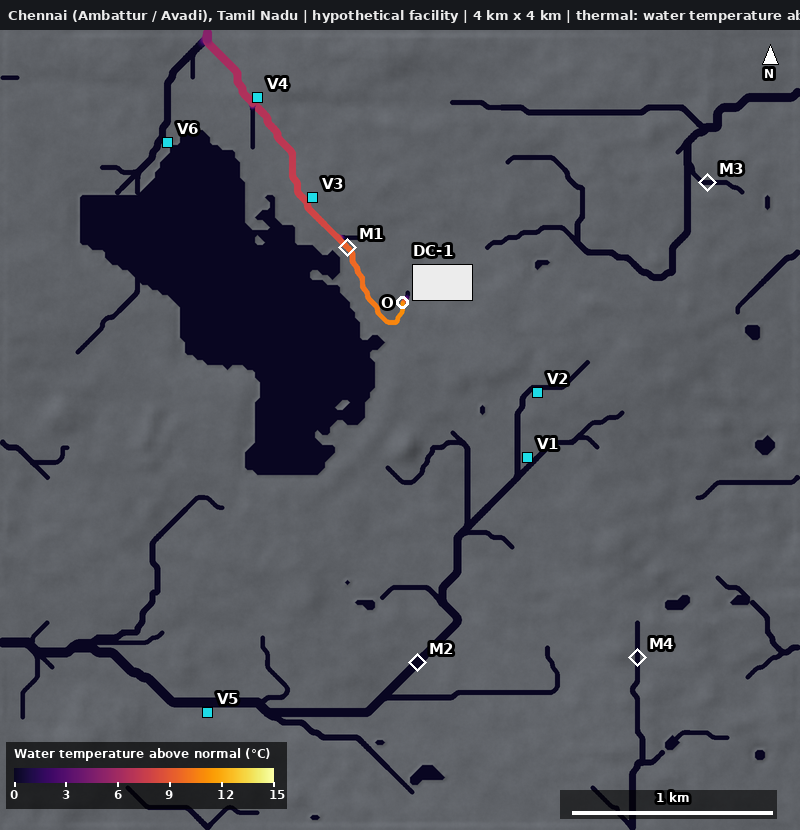 Chennai (Ambattur / Avadi), Tamil Nadu | hypothetical facility | 4 km x 4 km | thermal: water temperature ab
N
V4
V6
M3
V3
M1
DC-1
O
V2
V1
M4
M2
V5
Water temperature above normal (°C)
0 3 6 9 12 15
1 km